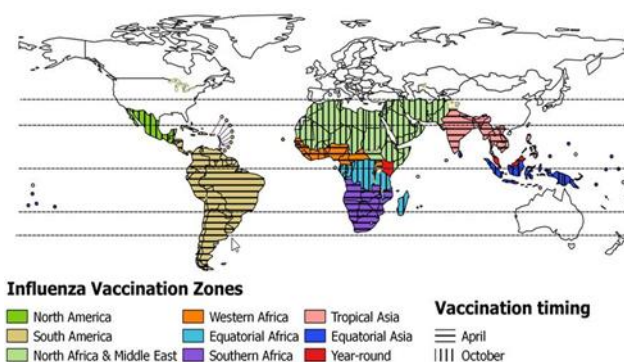 Influenza Vaccination Zones
North America
South America
North Africa & Middle East
Western Africa
Equatorial Africa
Southern Africa
Tropical Asia
Equatorial Asia
Year-round
Vaccination timing
April
October